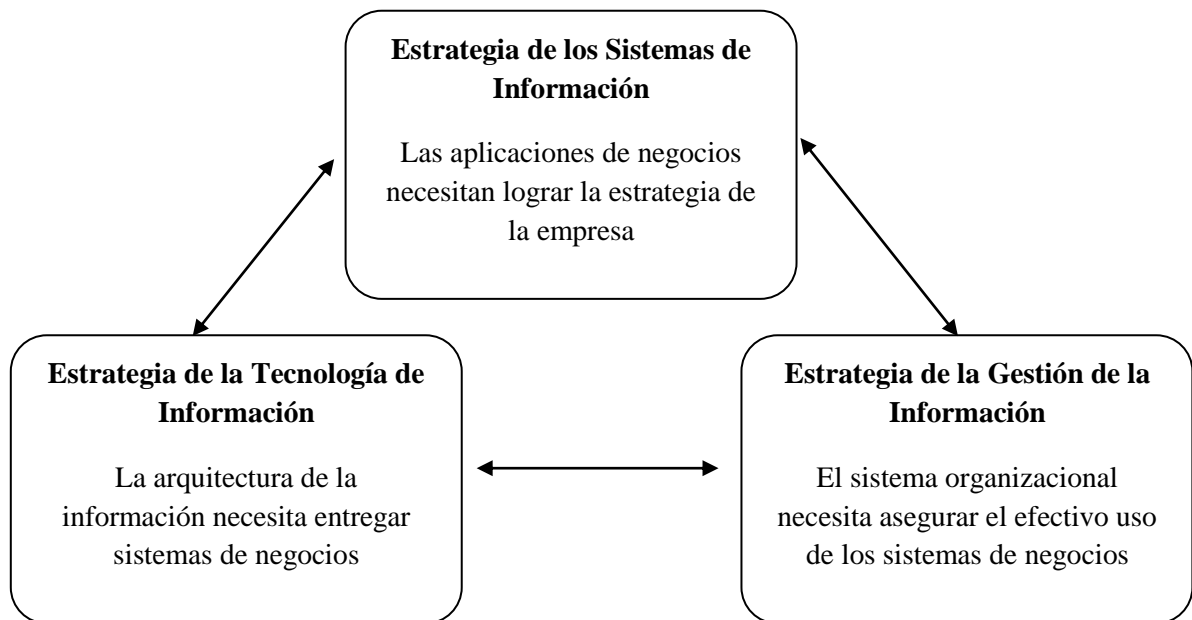 Estrategia de los Sistemas de
Información
Las aplicaciones de negocios
necesitan lograr la estrategia de
la empresa
Estrategia de la Tecnología de
Información
La arquitectura de la
información necesita entregar
sistemas de negocios
Estrategia de la Gestión de la
Información
El sistema organizacional
necesita asegurar el efectivo uso
de los sistemas de negocios